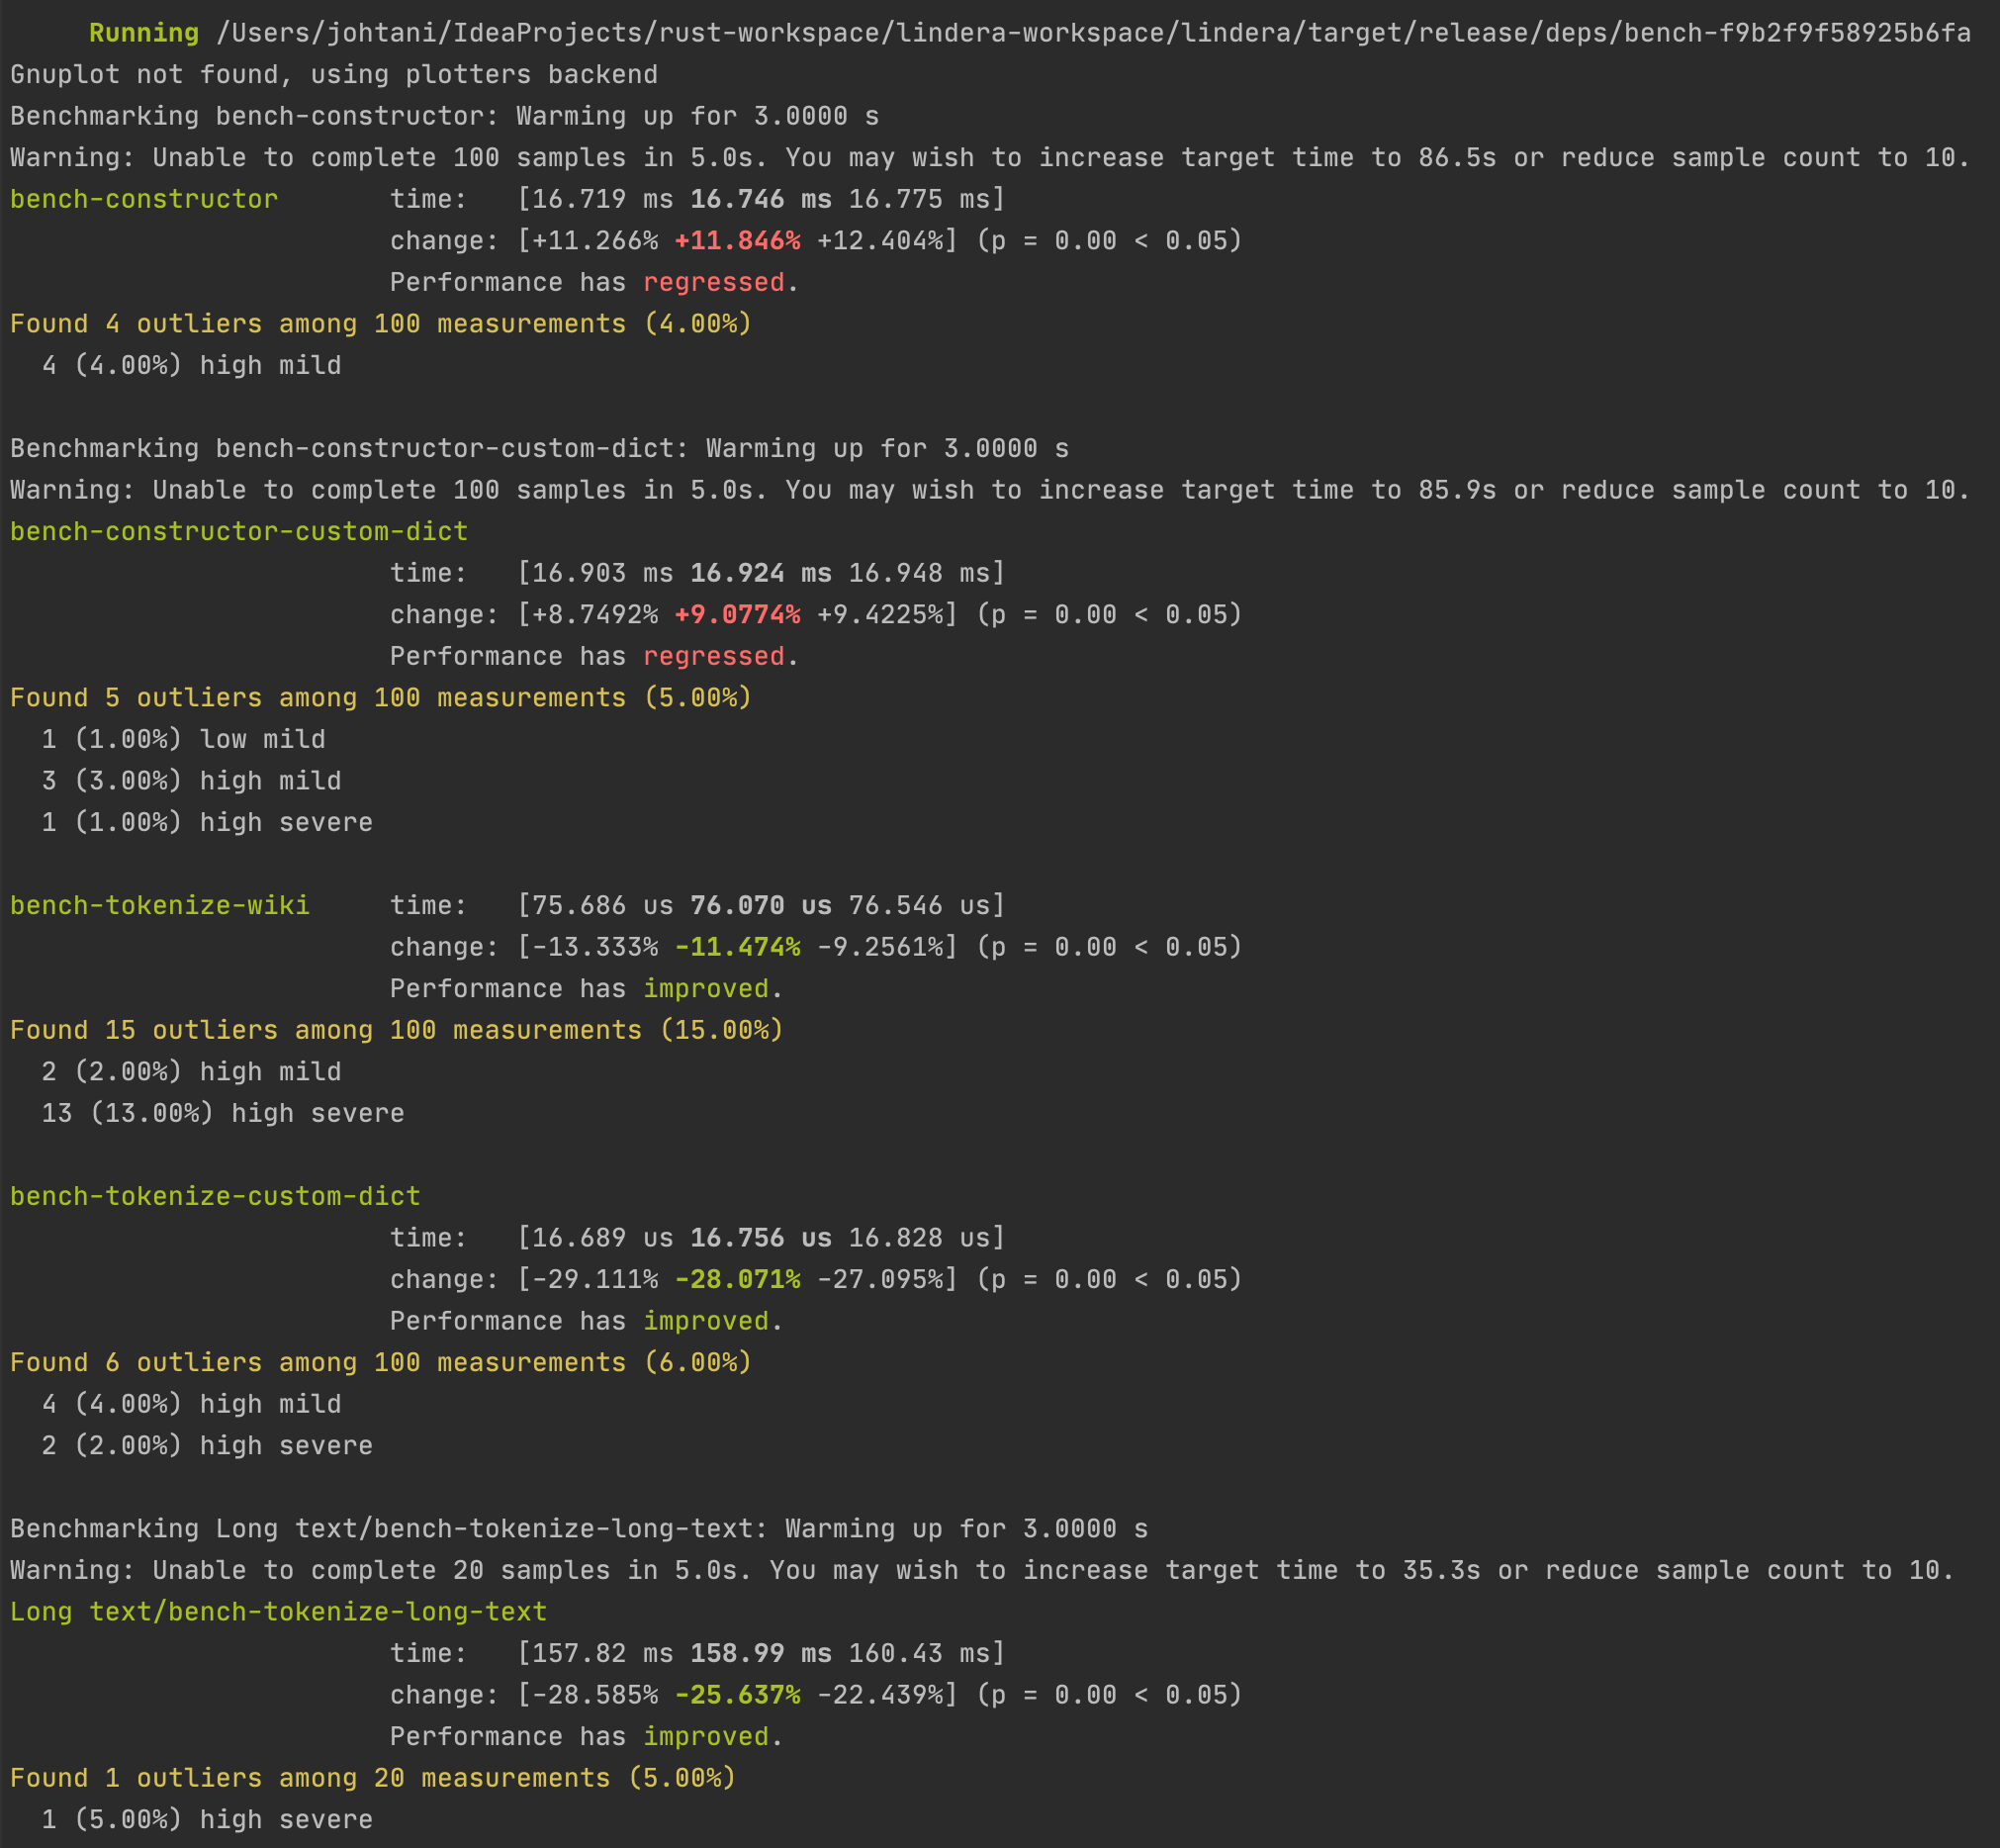 Running /Users/johtani/IdeaProjects/rust-workspace/lindera-workspace/lindera/target/release/deps/bench-f9b2f9f58925b6fa
Gnuplot not found, using plotters backend
Benchmarking bench-constructor: Warming up for 3.0000 s
Warning: Unable to complete 100 samples in 5.0s. You may wish to increase target time to 86.5s or reduce sample count to 10.
bench-constructor       time:   [16.719 ms 16.746 ms 16.775 ms]
                        change: [+11.266% +11.846% +12.404%] (p = 0.00 < 0.05)
                        Performance has regressed.
Found 4 outliers among 100 measurements (4.00%)
  4 (4.00%) high mild

Benchmarking bench-constructor-custom-dict: Warming up for 3.0000 s
Warning: Unable to complete 100 samples in 5.0s. You may wish to increase target time to 85.9s or reduce sample count to 10.
bench-constructor-custom-dict
                        time:   [16.903 ms 16.924 ms 16.948 ms]
                        change: [+8.7492% +9.0774% +9.4225%] (p = 0.00 < 0.05)
                        Performance has regressed.
Found 5 outliers among 100 measurements (5.00%)
  1 (1.00%) low mild
  3 (3.00%) high mild
  1 (1.00%) high severe

bench-tokenize-wiki     time:   [75.686 us 76.070 us 76.546 us]
                        change: [-13.333% -11.474% -9.2561%] (p = 0.00 < 0.05)
                        Performance has improved.
Found 15 outliers among 100 measurements (15.00%)
  2 (2.00%) high mild
  13 (13.00%) high severe

bench-tokenize-custom-dict
                        time:   [16.689 us 16.756 us 16.828 us]
                        change: [-29.111% -28.071% -27.095%] (p = 0.00 < 0.05)
                        Performance has improved.
Found 6 outliers among 100 measurements (6.00%)
  4 (4.00%) high mild
  2 (2.00%) high severe

Benchmarking Long text/bench-tokenize-long-text: Warming up for 3.0000 s
Warning: Unable to complete 20 samples in 5.0s. You may wish to increase target time to 35.3s or reduce sample count to 10.
Long text/bench-tokenize-long-text
                        time:   [157.82 ms 158.99 ms 160.43 ms]
                        change: [-28.585% -25.637% -22.439%] (p = 0.00 < 0.05)
                        Performance has improved.
Found 1 outliers among 20 measurements (5.00%)
  1 (5.00%) high severe